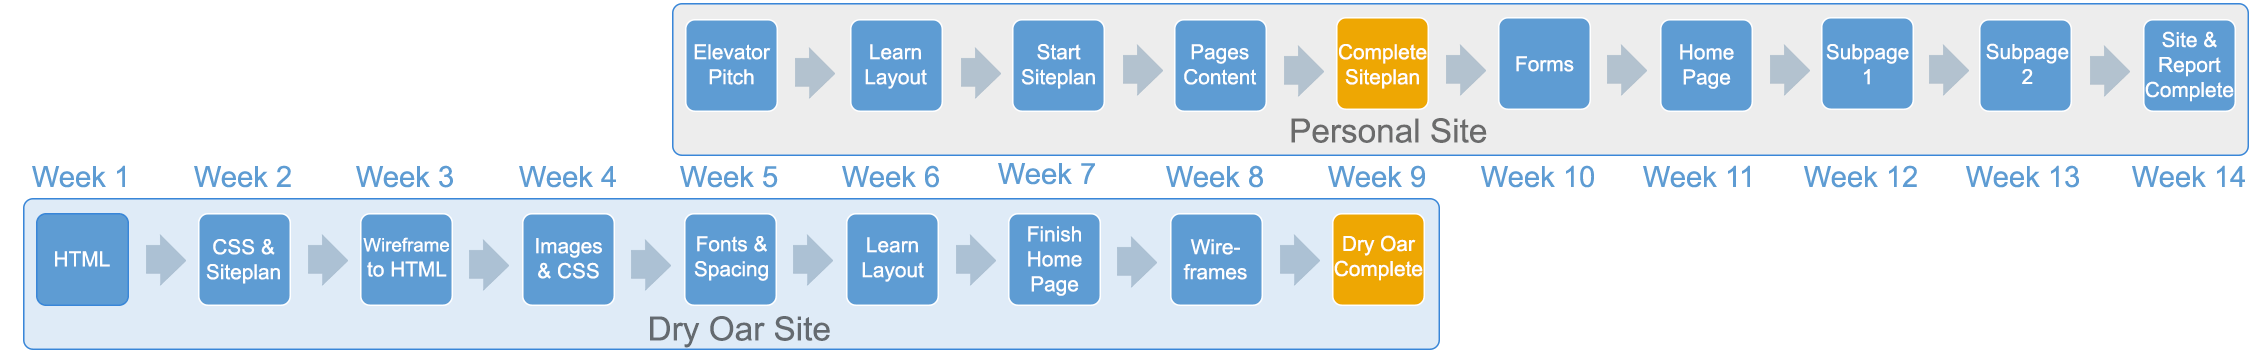 Elevator
Pitch
Learn
Layout
Start
Siteplan
Pages
Content
Complete
Siteplan
Forms
Home
Page
Subpage
1
Subpage
2
Site &
Report
Complete
Personal Site
Week 1
Week 2
Week 3
Week 4
Week 5
Week 6
Week 7
Week 8
Week 9
Week 10
Week 11
Week 12
Week 13
Week 14
HTML
CSS &
Siteplan
Wireframe
to HTML
Images
& CSS
Fonts &
Spacing
Learn
Layout
Finish
Home
Page
Wire-
frames
Dry Oar
Complete
Dry Oar Site